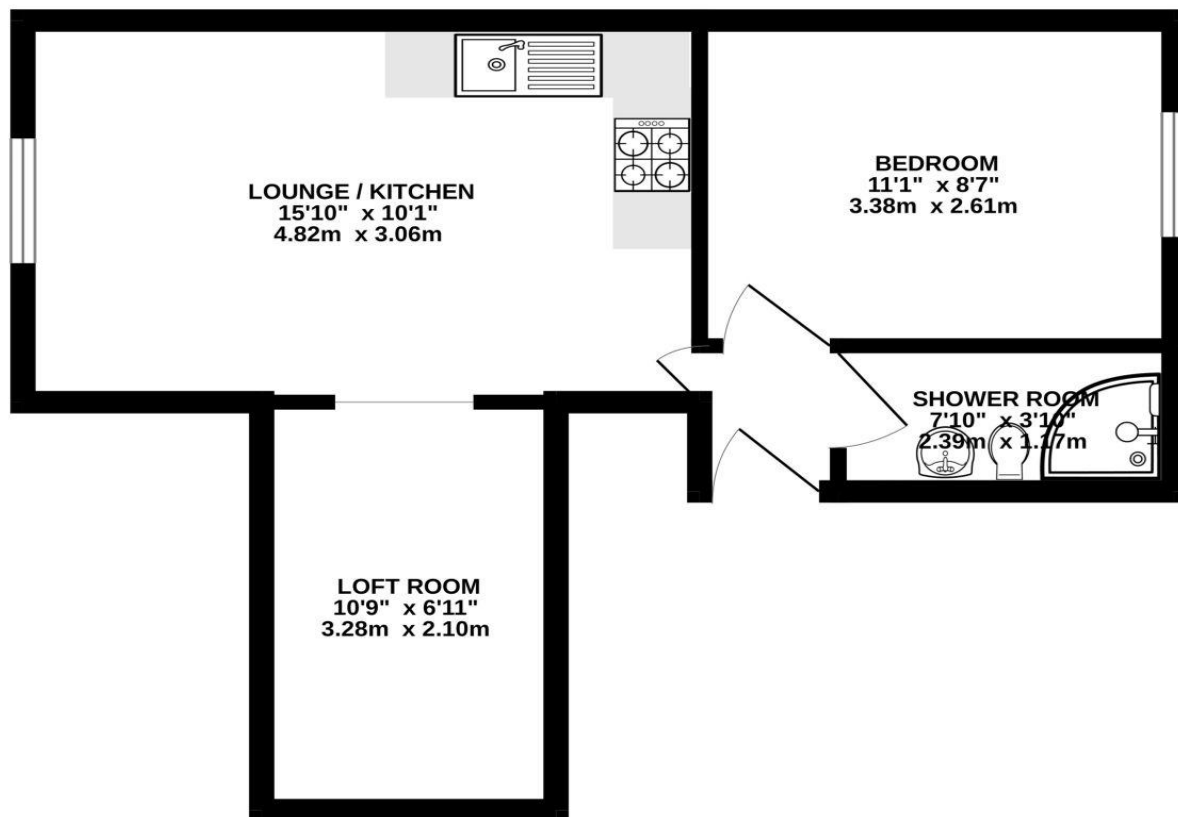 LOUNGE / KITCHEN
15'10" x 10'1"
4.82m x 3.06m
BEDROOM
11'1" x 8'7"
3.38m x 2.61m
SHOWER ROOM
7'10" x 3'10"
2.39m x 1.17m
LOFT ROOM
10'9" x 6'11"
3.28m x 2.10m